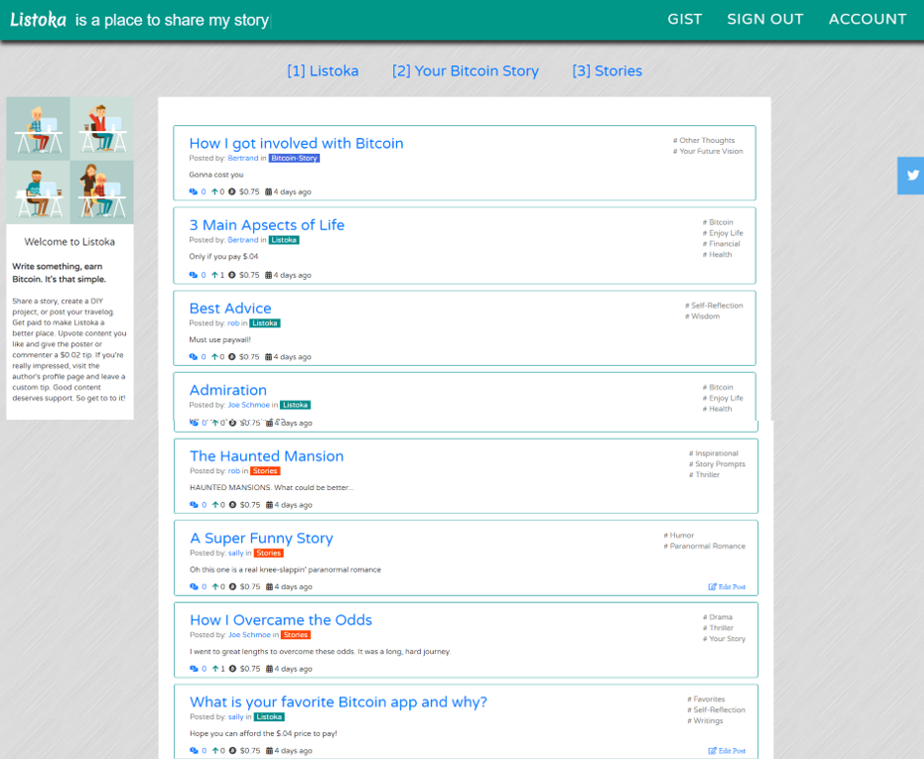 Listoka is a place to share my story
GIST SIGN OUT ACCOUNT
[1] Listoka [2] Your Bitcoin Story [3] Stories
Welcome to Listoka
Write something, earn
Bitcoin. It's that simple.
Share a story, create a DIY
project, or post your travelog.
Get paid to make Listoka a
better place. Upvote content you
like and give the poster or
commenter a $0.02 tip. If you're
really impressed, visit the
author's profile page and leave a
custom tip. Good content
deserves support. So get to to it!
How I got involved with Bitcoin
Posted by: Bertrand in Bitcoin-Story
Gonna cost you
0 0 $0.75 4 days ago
# Other Thoughts
# Your Future Vision
3 Main Apsects of Life
Posted by: Bertrand in Listoka
Only if you pay $.04
0 1 $0.75 4 days ago
# Bitcoin
# Enjoy Life
# Financial
# Health
Best Advice
Posted by: rob in Listoka
Must use paywall!
0 0 $0.75 4 days ago
# Self-Reflection
# Wisdom
Admiration
Posted by: Joe Schmoe in Listoka
0 0 $0.75 4 days ago
# Bitcoin
# Enjoy Life
# Health
The Haunted Mansion
Posted by: rob in Stories
HAUNTED MANSIONS. What could be better...
0 0 $0.75 4 days ago
# Inspirational
# Story Prompts
# Thriller
A Super Funny Story
Posted by: sally in Stories
Oh this one is a real knee-slappin' paranormal romance
0 0 $0.75 4 days ago
# Humor
# Paranormal Romance
Edit Post
How I Overcame the Odds
Posted by: Joe Schmoe in Stories
I went to great lengths to overcome these odds. It was a long, hard journey.
0 1 $0.75 4 days ago
# Drama
# Thriller
# Your Story
What is your favorite Bitcoin app and why?
Posted by: sally in Listoka
Hope you can afford the $.04 price to pay!
0 0 $0.75 4 days ago
# Favorites
# Self-Reflection
# Writings
Edit Post